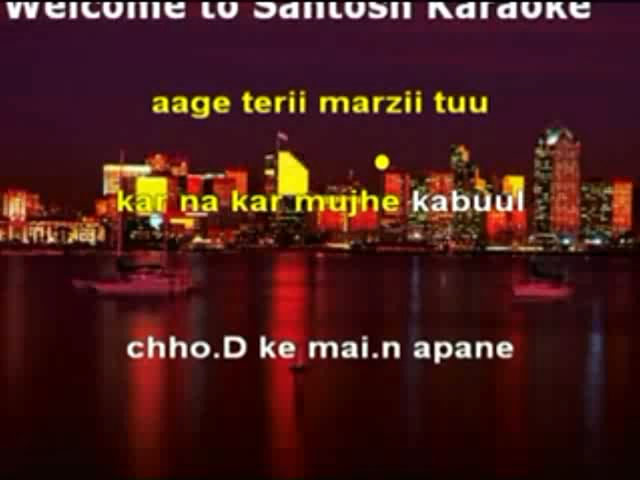 Welcome to Santosh Karaoke
aage terii marzii tuu
kar na kar mujhe kabuul
chho.D ke mai.n apane